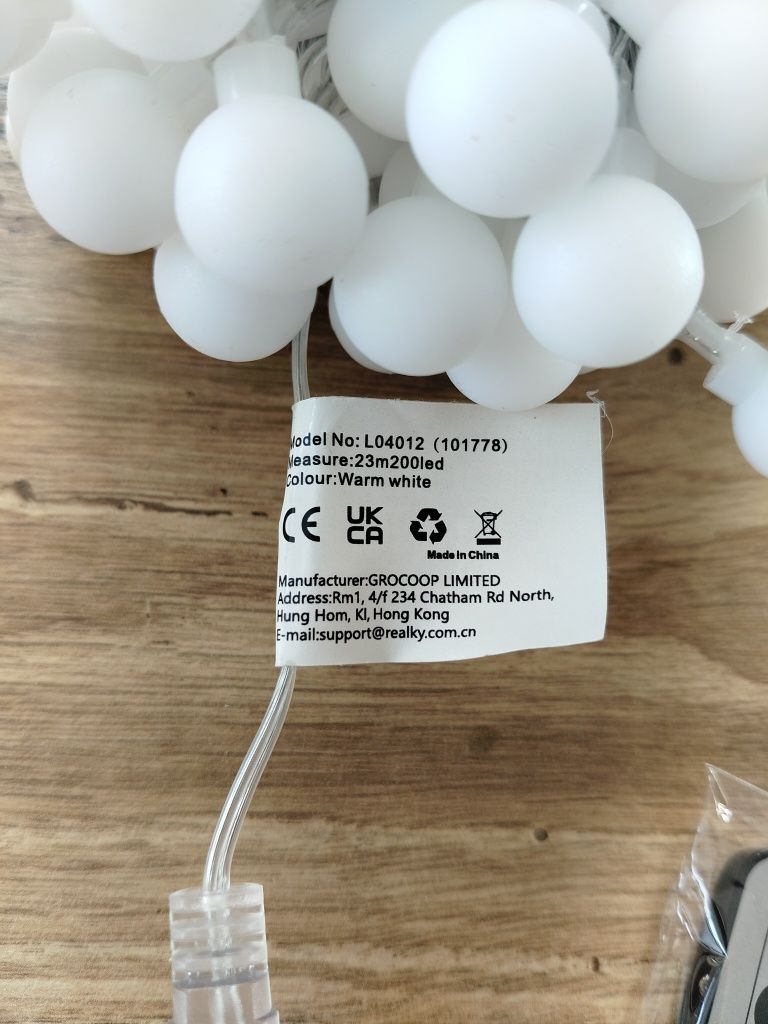 Model No: L04012 (101778)
Measure:23m200led
Colour:Warm white
CE UK CA
Made In China
Manufacturer:GROCOOP LIMITED
Address:Rm1, 4/f 234 Chatham Rd North,
Hung Hom, Kl, Hong Kong
E-mail:support@realky.com.cn